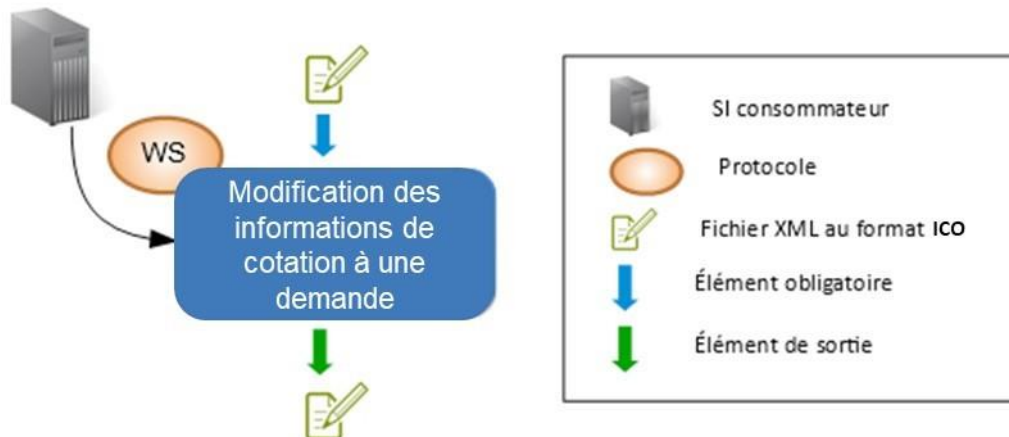 WS
Modification des
informations de
cotation à une
demande
SI consommateur
Protocole
Fichier XML au format ICO
Élément obligatoire
Élément de sortie